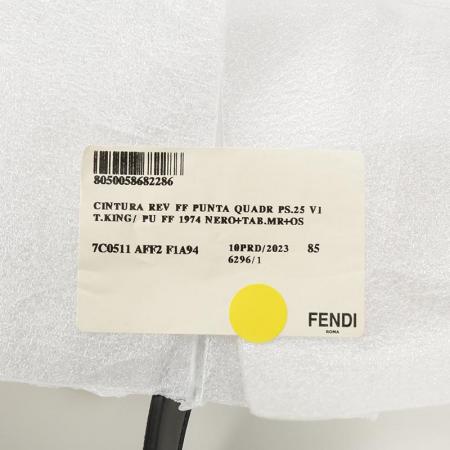 8050058682286
CINTURA REV FF PUNTA QUADR PS.25 V1
T.KING/ PU FF 1974 NERO+TAB.MR+OS
7C0511 AFF2 F1A94 10PRD/2023 85
6296/1
FENDI
ROMA